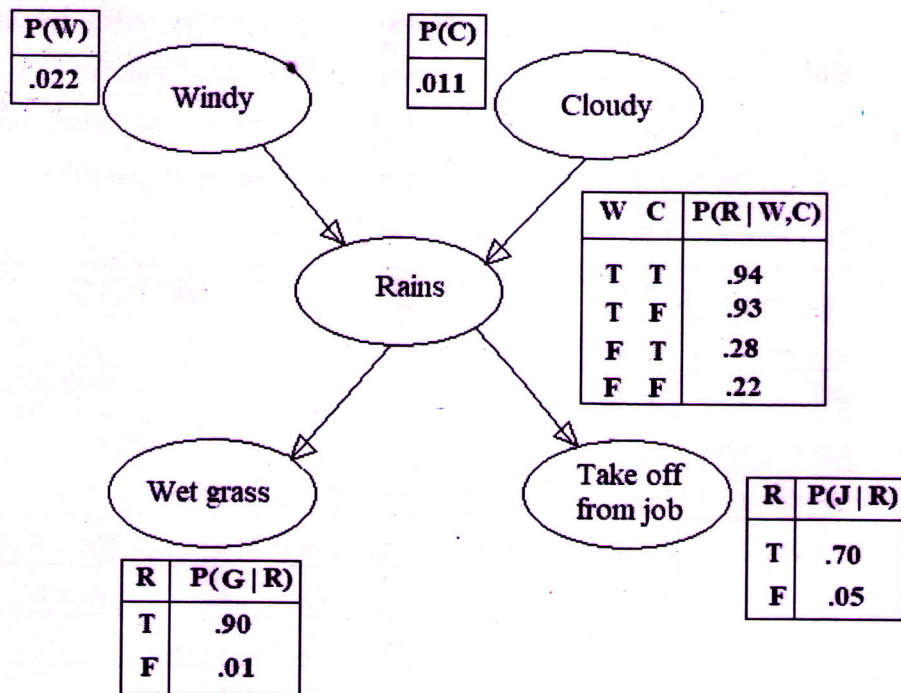 P(W)
.022
Windy
P(C)
.011
Cloudy
Rains
W C P(R | W,C)
T T .94
T F .93
F T .28
F F .22
Wet grass
Take off
from job
R P(J | R)
T .70
F .05
R P(G | R)
T .90
F .01